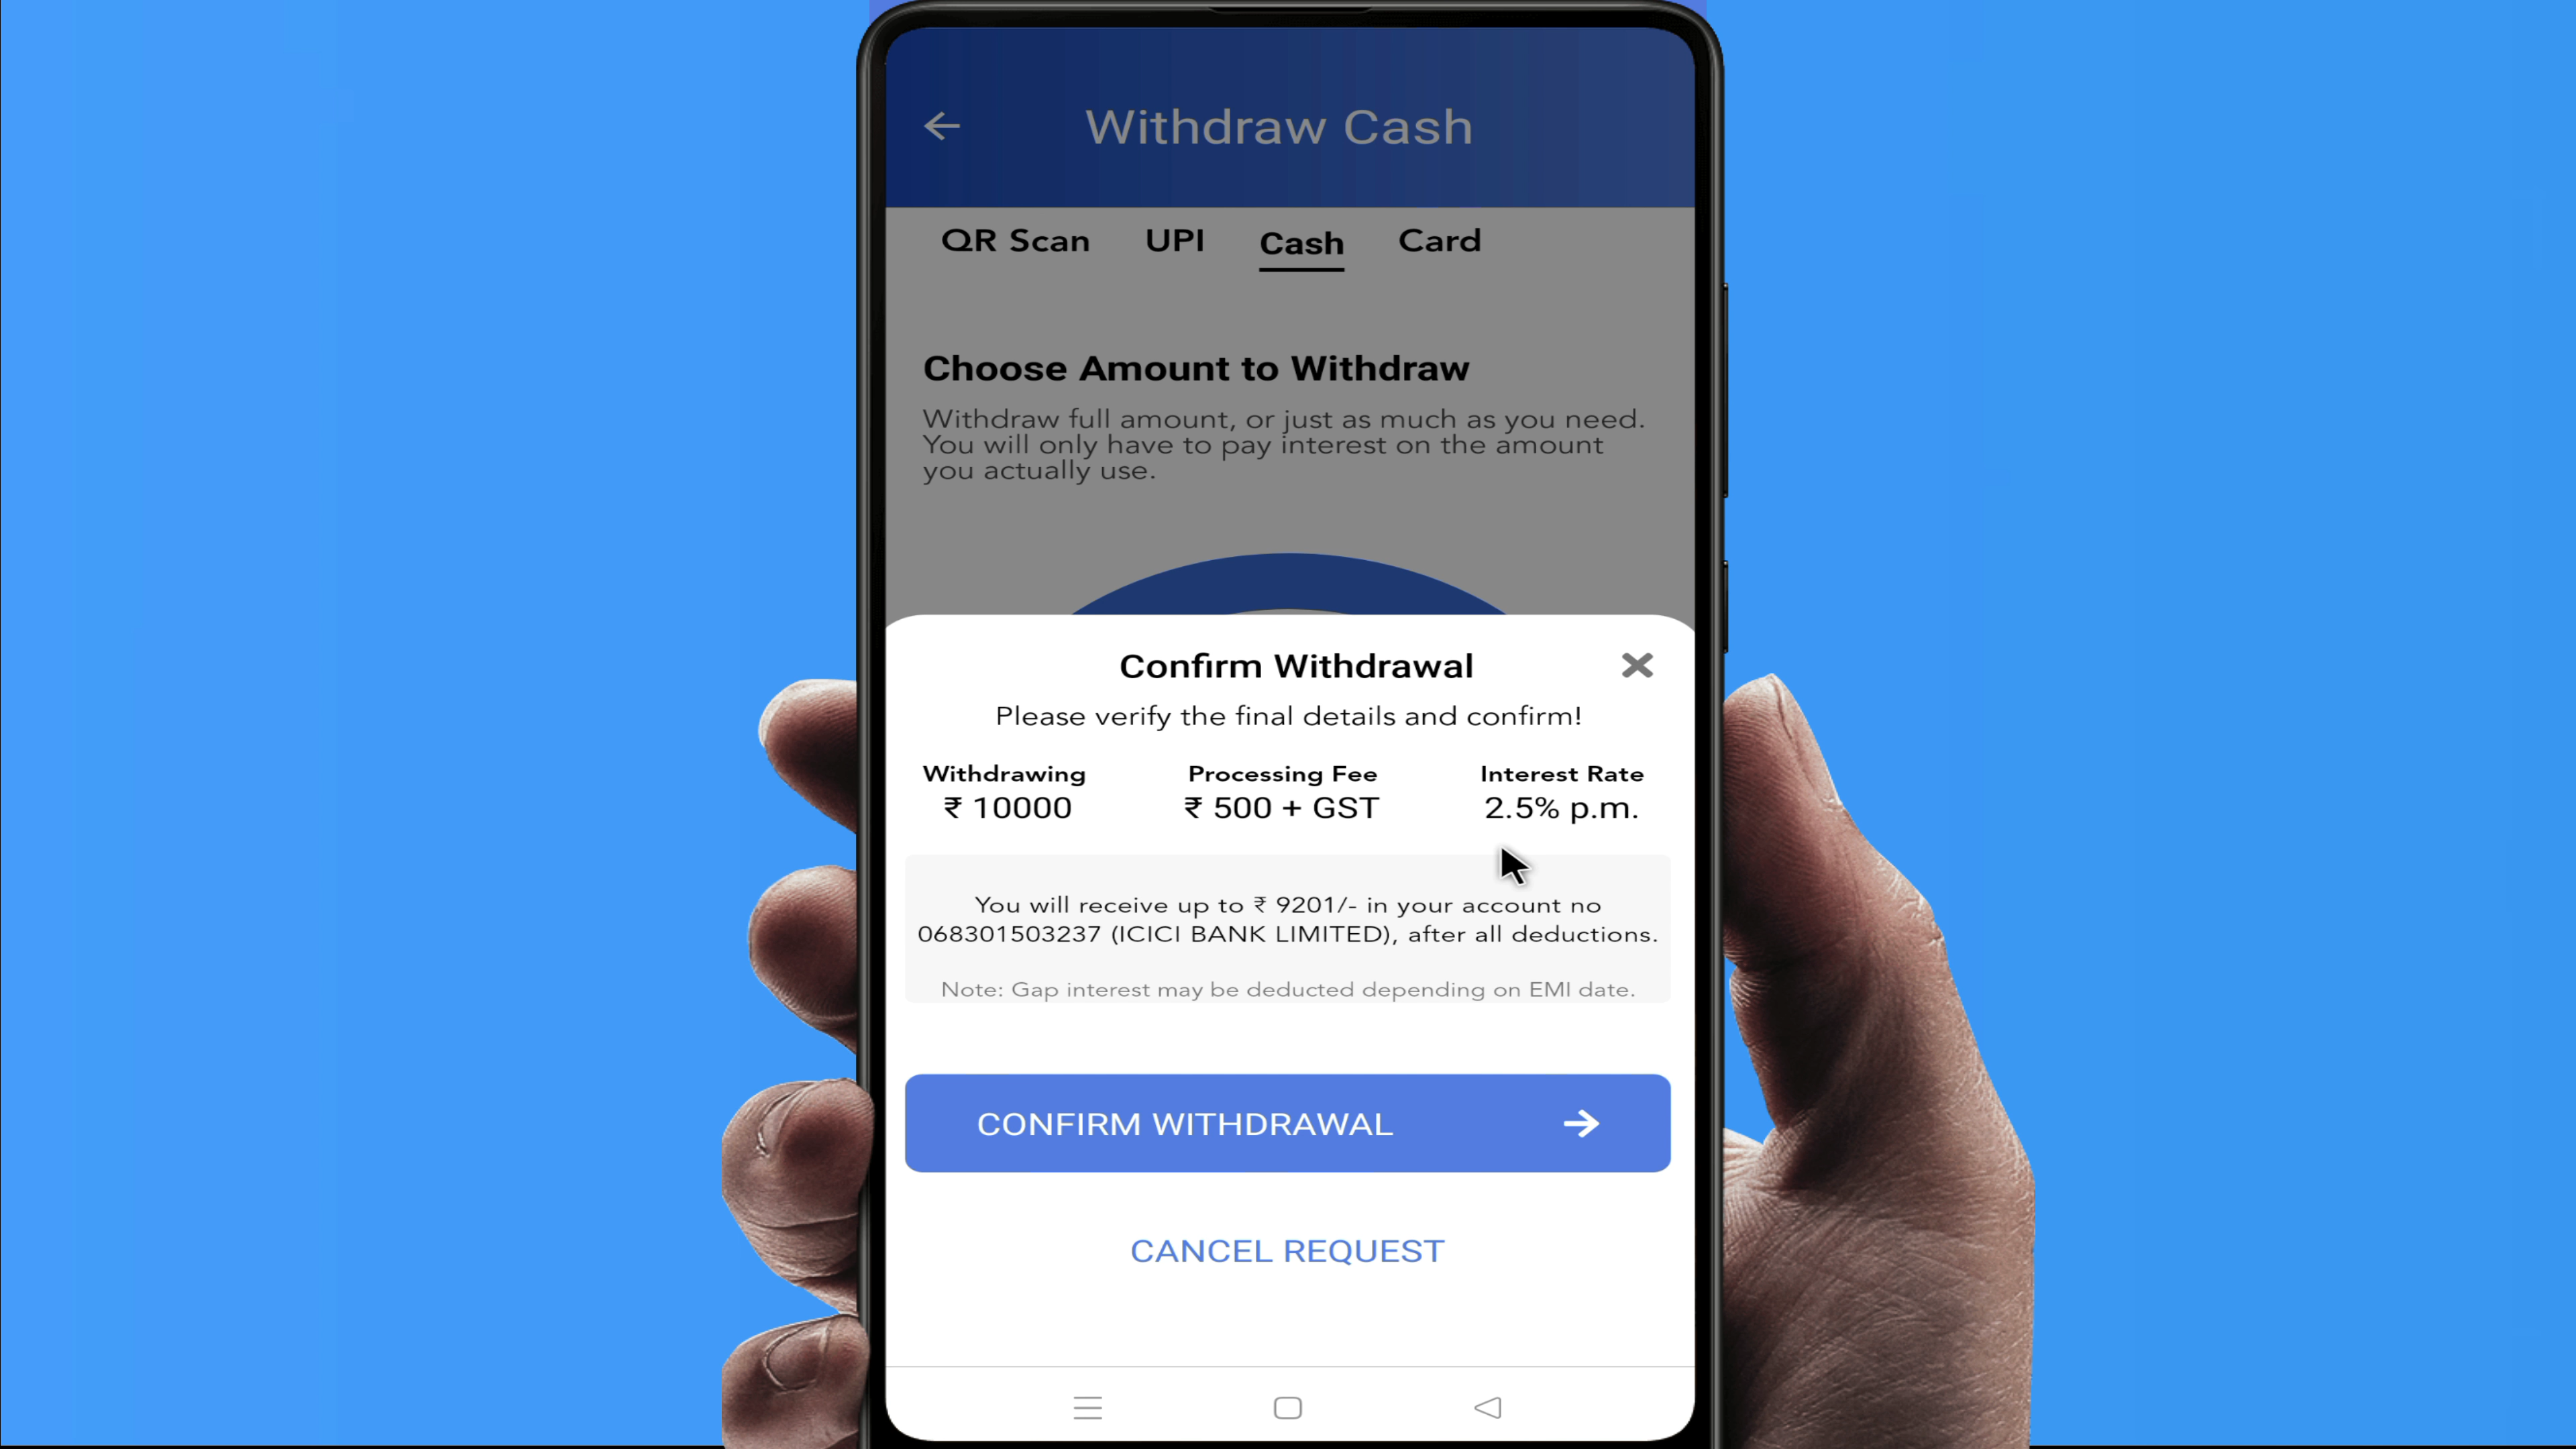 Withdraw Cash
QR Scan UPI Cash Card
Choose Amount to Withdraw
Withdraw full amount, or just as much as you need.
You will only have to pay interest on the amount
you actually use.
Confirm Withdrawal
Please verify the final details and confirm!
Withdrawing Processing Fee Interest Rate
₹ 10000 ₹ 500 + GST 2.5% p.m.
You will receive up to ₹ 9201/- in your account no
068301503237 (ICICI BANK LIMITED), after all deductions.
Note: Gap interest may be deducted depending on EMI date.
CONFIRM WITHDRAWAL
CANCEL REQUEST